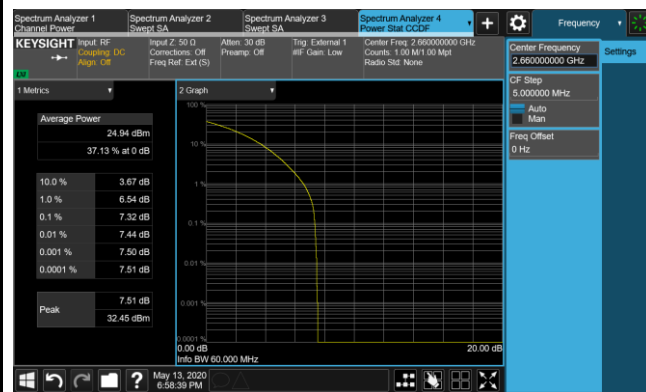 Spectrum Analyzer 1
Channel Power
Spectrum Analyzer 2
Swept SA
Spectrum Analyzer 3
Swept SA
Spectrum Analyzer 4
Power Stat CCDF
Frequency
KEYSIGHT
Input: RF
Coupling: DC
Align: Off
Input Z: 50 Ω
Corrections: Off
Freq Ref: Ext (S)
Atten: 30 dB
Preamp: Off
Trig: External 1
#IF Gain: Low
Center Freq: 2.660000000 GHz
Counts: 1.00 M/1.00 Mpt
Radio Std: None
LXI
Center Frequency
2.660000000 GHz
Settings
CF Step
5.000000 MHz
Auto
Man
Freq Offset
0 Hz
1 Metrics
Average Power
24.94 dBm
37.13 % at 0 dB
10.0 % 3.67 dB
1.0 % 6.54 dB
0.1 % 7.32 dB
0.01 % 7.44 dB
0.001 % 7.50 dB
0.0001 % 7.51 dB
Peak
7.51 dB
32.45 dBm
2 Graph
100 %
10 %
1 %
0.1 %
0.01 %
0.001 %
0.0001 %
0.00 dB
20.00 dB
Info BW 60.000 MHz
?
May 13, 2020
6:58:39 PM